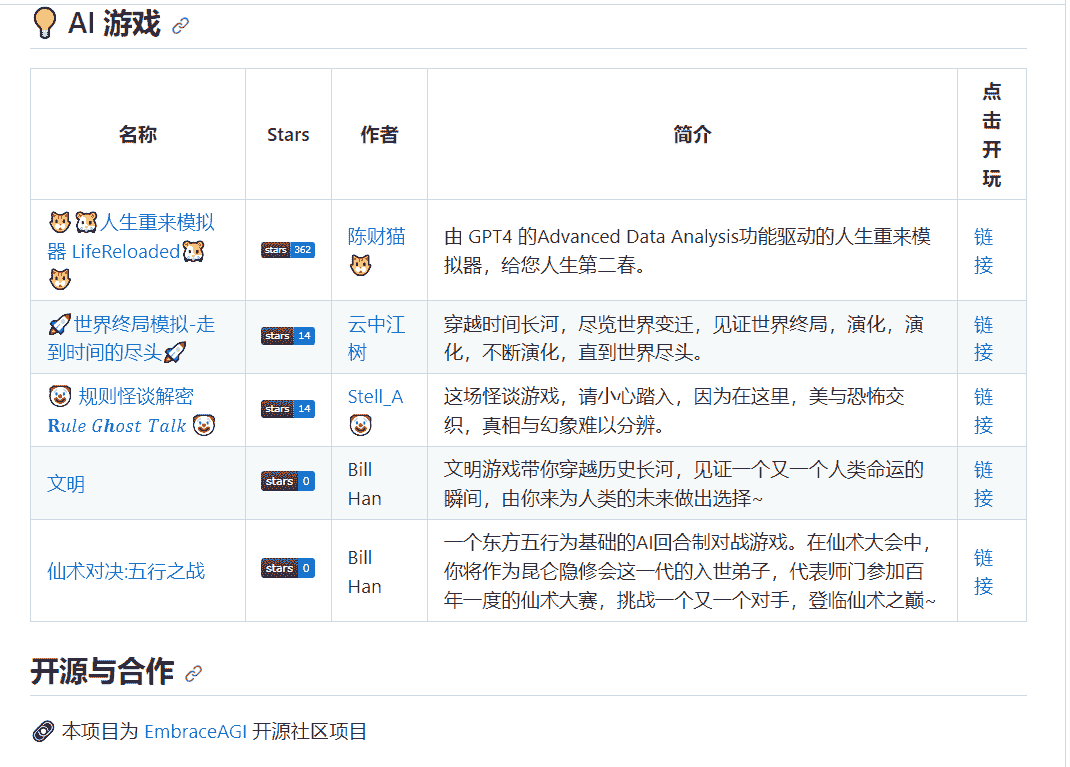 💡 AI 游戏
名称 Stars 作者 简介 点
击
开
玩
🐱🐹人生重来模拟
器 LifeReloaded🐹
🐱
stars 362
陈财猫
🐱
由 GPT4 的Advanced Data Analysis功能驱动的人生重来模
拟器，给您人生第二春。
链
接
🚀世界终局模拟-走
到时间的尽头🚀
stars 14
云中江
树
穿越时间长河，尽览世界变迁，见证世界终局，演化，演
化，不断演化，直到世界尽头。
链
接
🤡 规则怪谈解密
Rule Ghost Talk 🤡
stars 14
Stell_A
🤡
这场怪谈游戏，请小心踏入，因为在这里，美与恐怖交
织，真相与幻象难以分辨。
链
接
文明
stars 0
Bill
Han
文明游戏带你穿越历史长河，见证一个又一个人类命运的
瞬间，由你来为人类的未来做出选择~
链
接
仙术对决:五行之战
stars 0
Bill
Han
一个东方五行为基础的AI回合制对战游戏。在仙术大会中，
你将作为昆仑隐修会这一代的入世弟子，代表师门参加百
年一度的仙术大赛，挑战一个又一个对手，登临仙术之巅~
链
接
开源与合作
本项目为 EmbraceAGI 开源社区项目